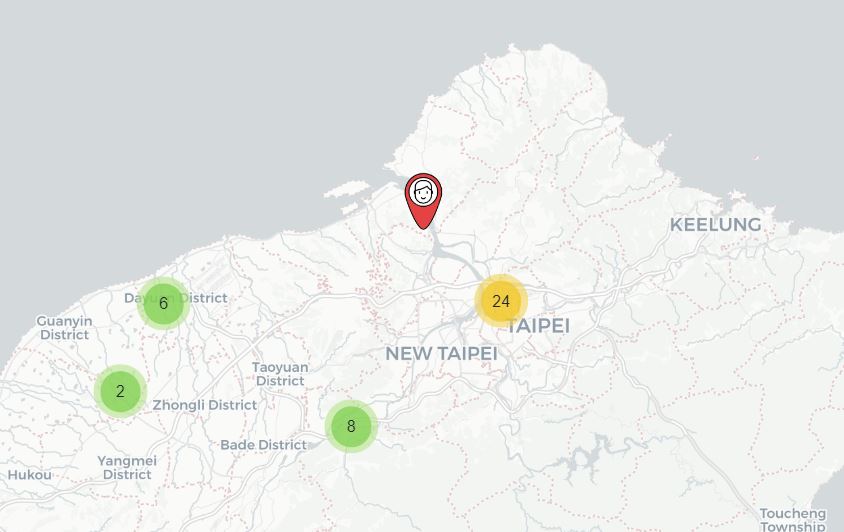 KEELUNG
6
Dayuan District
24
Guanyin
District
TAIPEI
NEW TAIPEI
Taoyuan
District
2
Zhongli District
8
Bade District
Hukou
Yangmei
District
Toucheng
Township